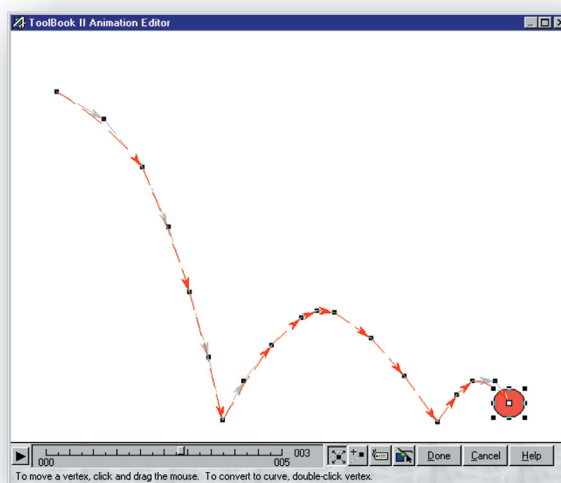 ToolBook II Animation Editor
000
005
003
Done
Cancel
Help
To move a vertex, click and drag the mouse. To convert to curve, double-click vertex.